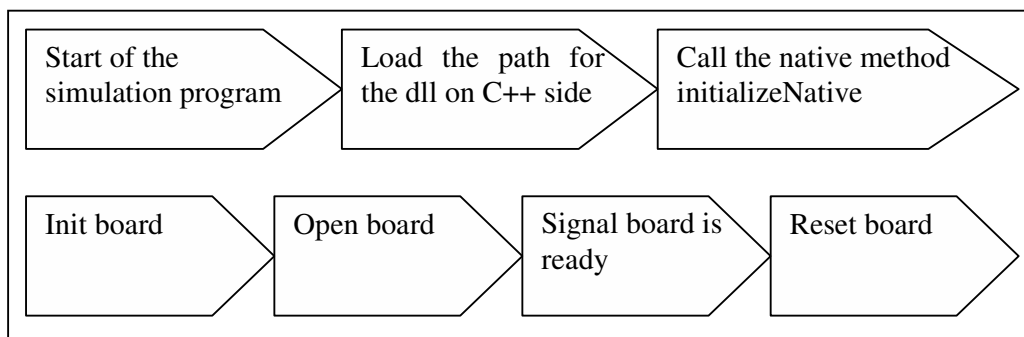 Start of the
simulation program
Load the path for
the dll on C++ side
Call the native method
initializeNative
Init board
Open board
Signal board is
ready
Reset board